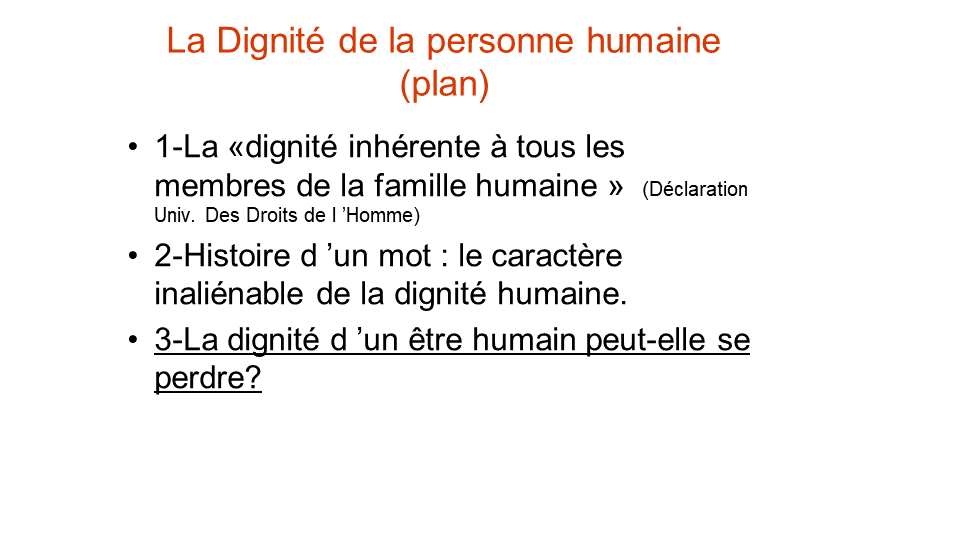 La Dignité de la personne humaine
(plan)
• 1-La «dignité inhérente à tous les
membres de la famille humaine » (Déclaration
Univ. Des Droits de l ’Homme)
• 2-Histoire d ’un mot : le caractère
inaliénable de la dignité humaine.
• 3-La dignité d ’un être humain peut-elle se
perdre?